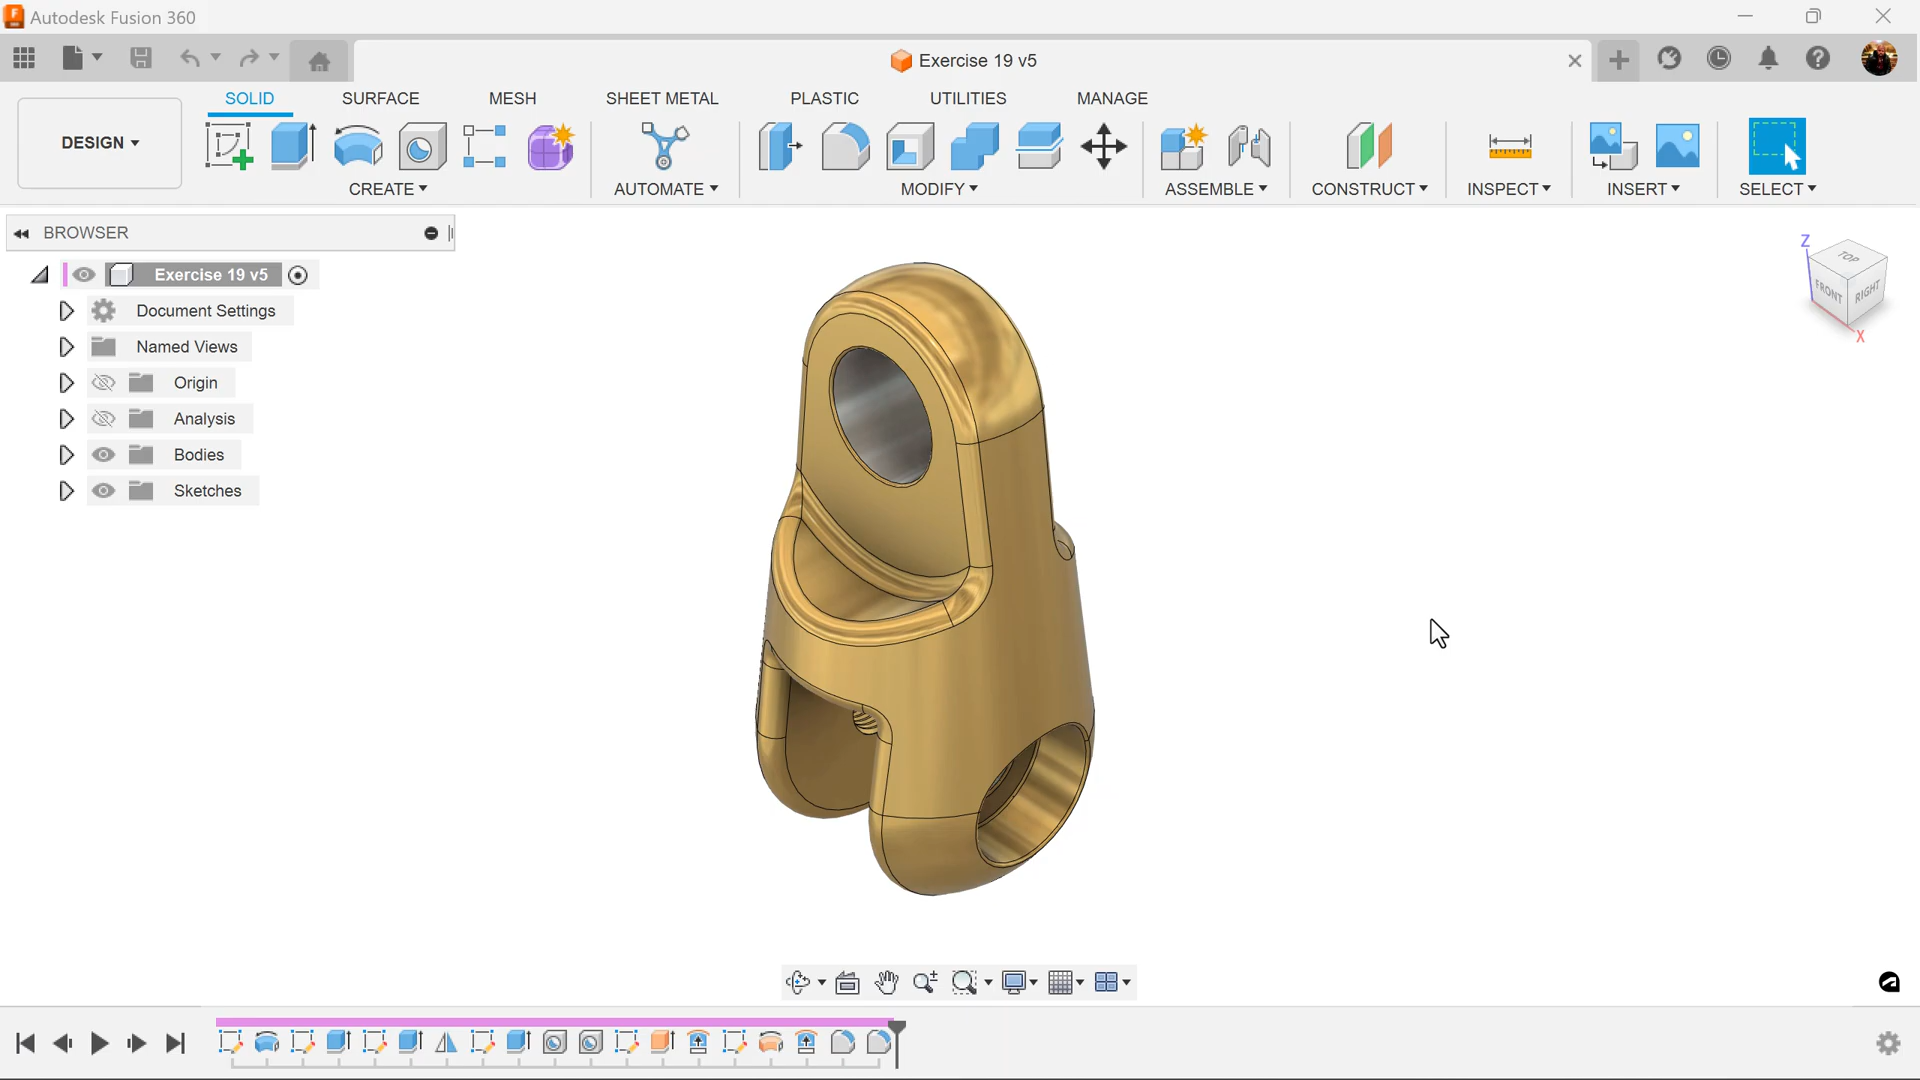 Autodesk Fusion 360
Exercise 19 v5
SOLID SURFACE MESH SHEET METAL PLASTIC UTILITIES MANAGE
DESIGN
CREATE AUTOMATE MODIFY ASSEMBLE CONSTRUCT INSPECT INSERT SELECT
BROWSER
Exercise 19 v5
Document Settings
Named Views
Origin
Analysis
Bodies
Sketches
Z
TOP
FRONT RIGHT
X